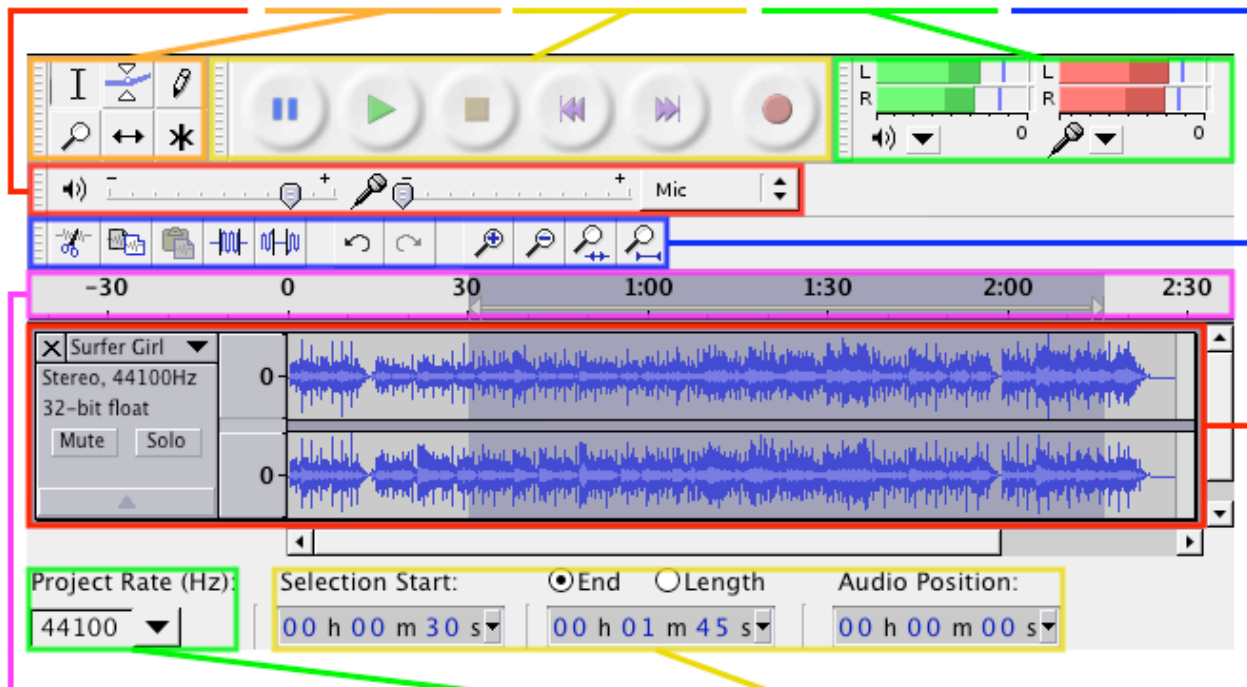 L L
R R
0 0
- + - + Mic
-30 0 30 1:00 1:30 2:00 2:30
X Surfer Girl
Stereo, 44100Hz
32-bit float
Mute Solo
0
0
Project Rate (Hz): Selection Start: End Length Audio Position:
44100 00 h 00 m 30 s 00 h 01 m 45 s 00 h 00 m 00 s